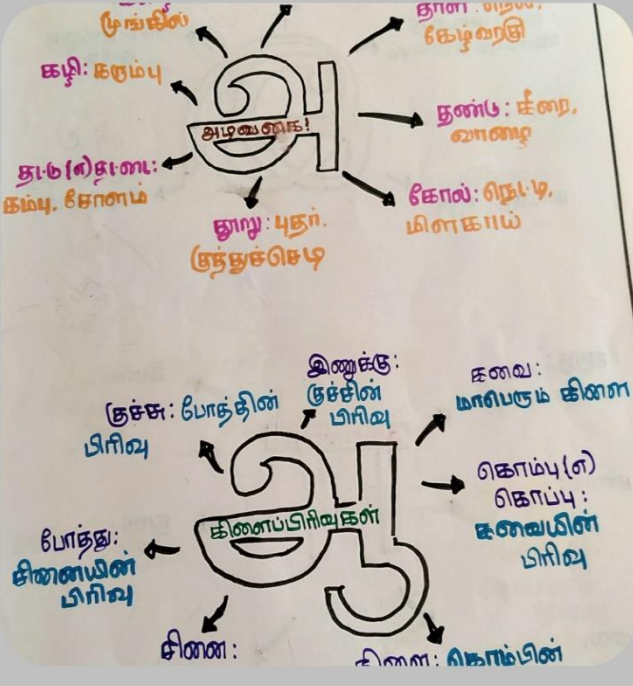 மூங்கில்
தாள்: நெல்,
கேழ்வரகு
கழி: கரும்பு
அ
அடிவகை!
தண்டு: கீரை,
வாழை
தட்டு (எ) தட்டை:
கம்பு, சோளம்
தூறு: புதர்,
குத்துச்செடி
கோல்: நெட்டி,
மிளகாய்
இணுக்கு:
குச்சின்
பிரிவு
கவை:
மாபெரும் கிளை
குச்சு: போத்தின்
பிரிவு
ஆ
கிளைப்பிரிவுகள்
கொம்பு (எ)
கொப்பு:
கவையின்
பிரிவு
போத்து:
சினையின்
பிரிவு
சினை:
கிளை: கொம்பின்